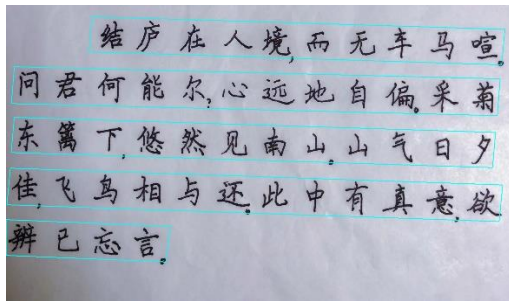 结庐在人境,而无车马喧。
问君何能尔,心远地自偏。采菊
东篱下,悠然见南山。山气日夕
佳,飞鸟相与还。此中有真意,欲
辨已忘言。